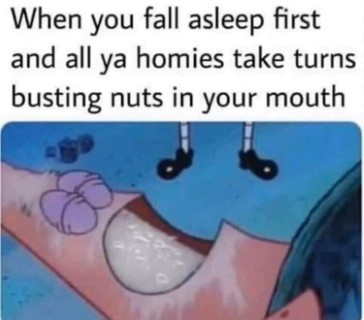 When you fall asleep first
and all ya homies take turns
busting nuts in your mouth